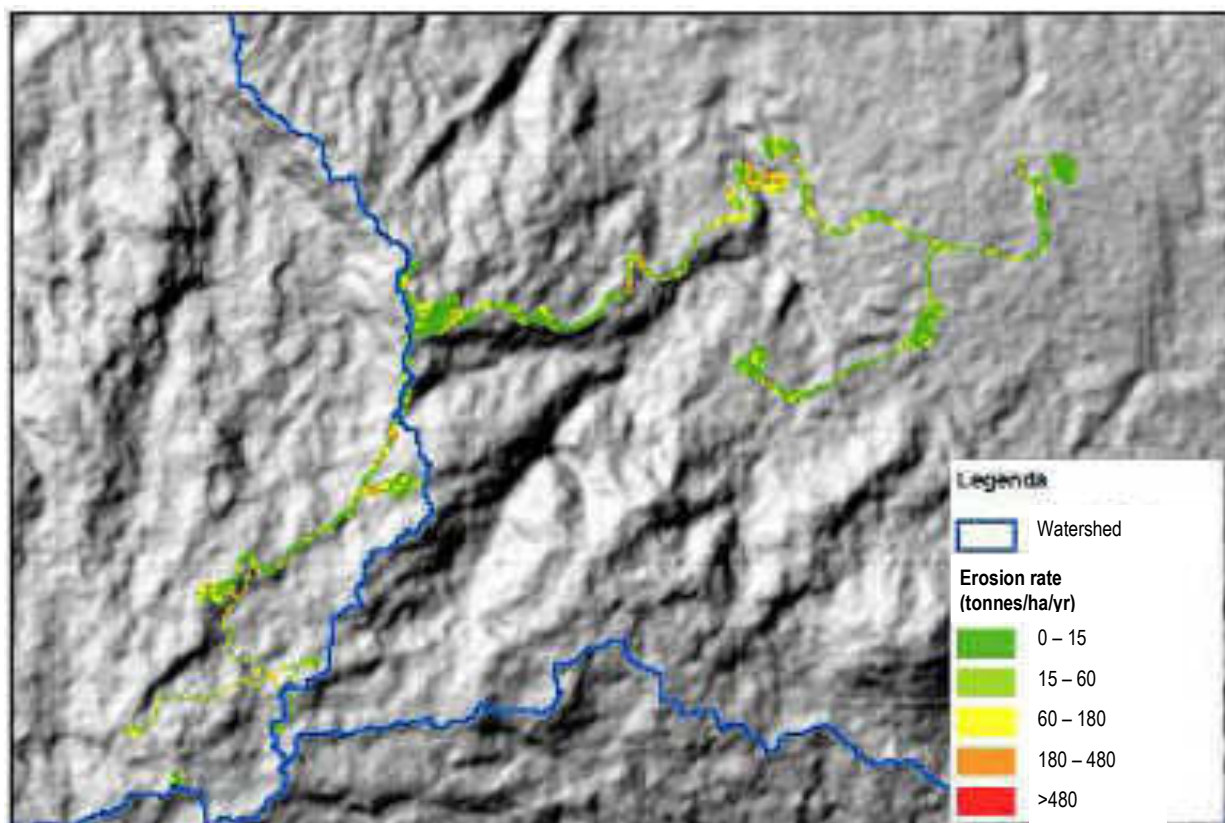 Legenda
Watershed
Erosion rate
(tonnes/ha/yr)
0 – 15
15 – 60
60 – 180
180 – 480
>480